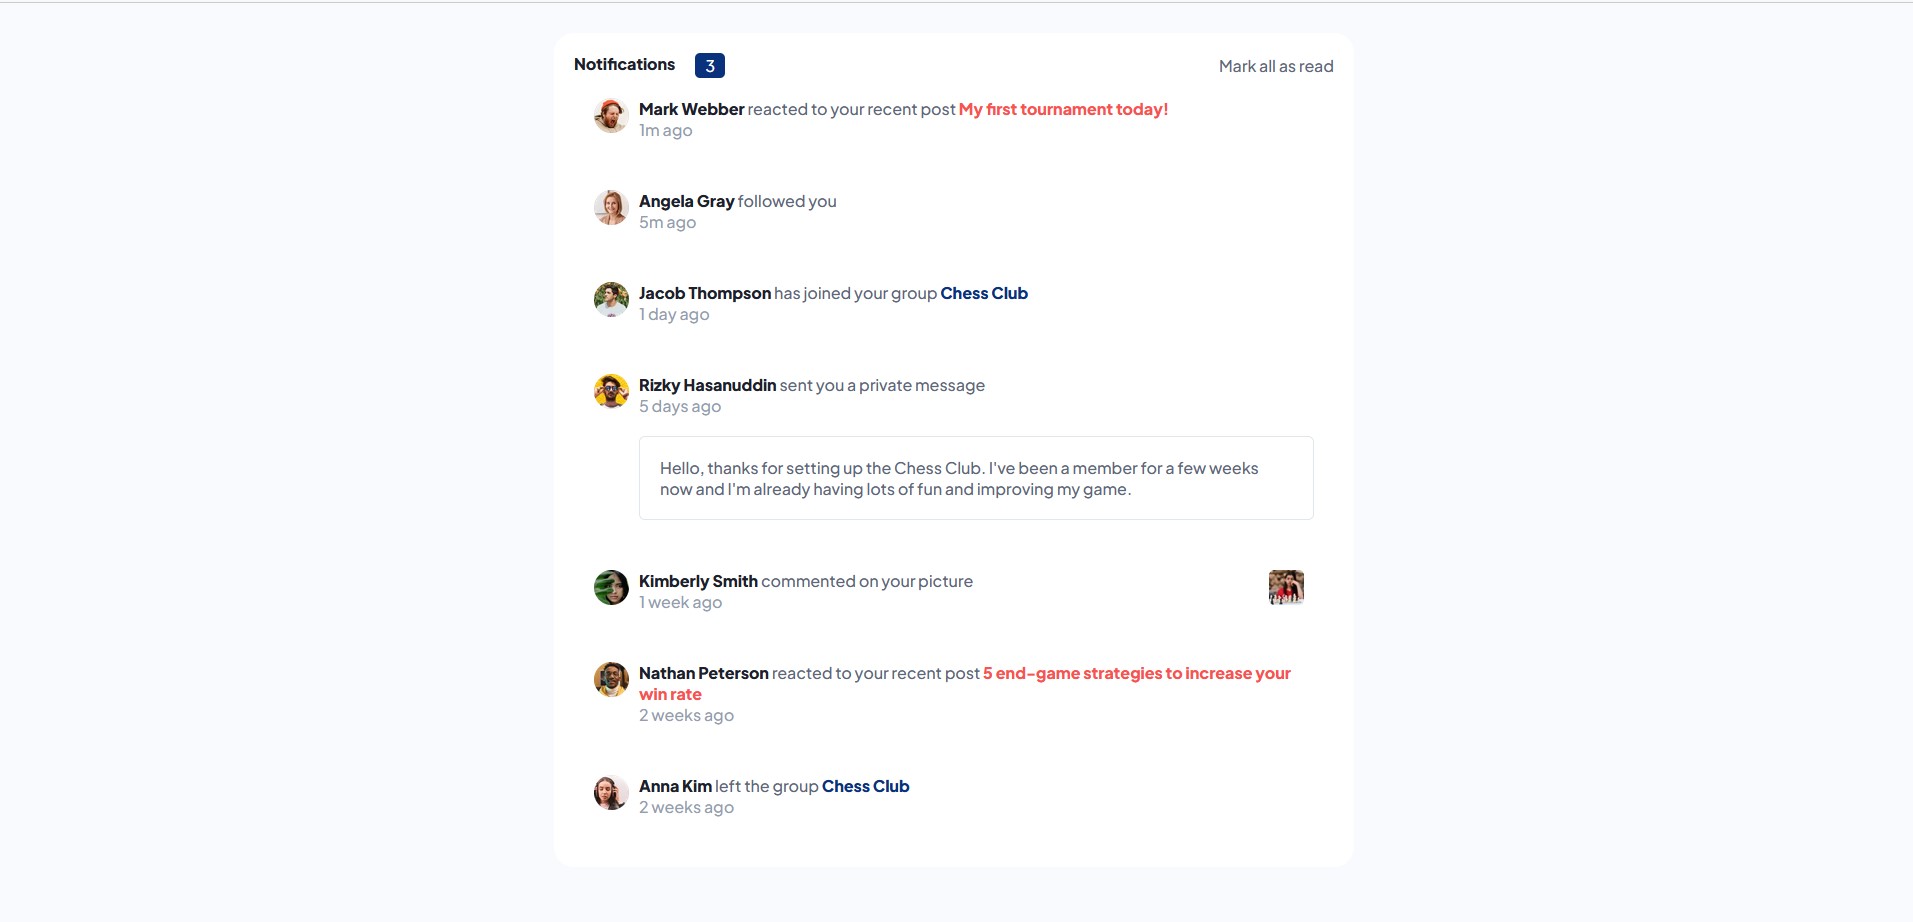 Notifications 3 Mark all as read
Mark Webber reacted to your recent post My first tournament today!
1m ago
Angela Gray followed you
5m ago
Jacob Thompson has joined your group Chess Club
1 day ago
Rizky Hasanuddin sent you a private message
5 days ago
Hello, thanks for setting up the Chess Club. I've been a member for a few weeks
now and I'm already having lots of fun and improving my game.
Kimberly Smith commented on your picture
1 week ago
Nathan Peterson reacted to your recent post 5 end-game strategies to increase your
win rate
2 weeks ago
Anna Kim left the group Chess Club
2 weeks ago